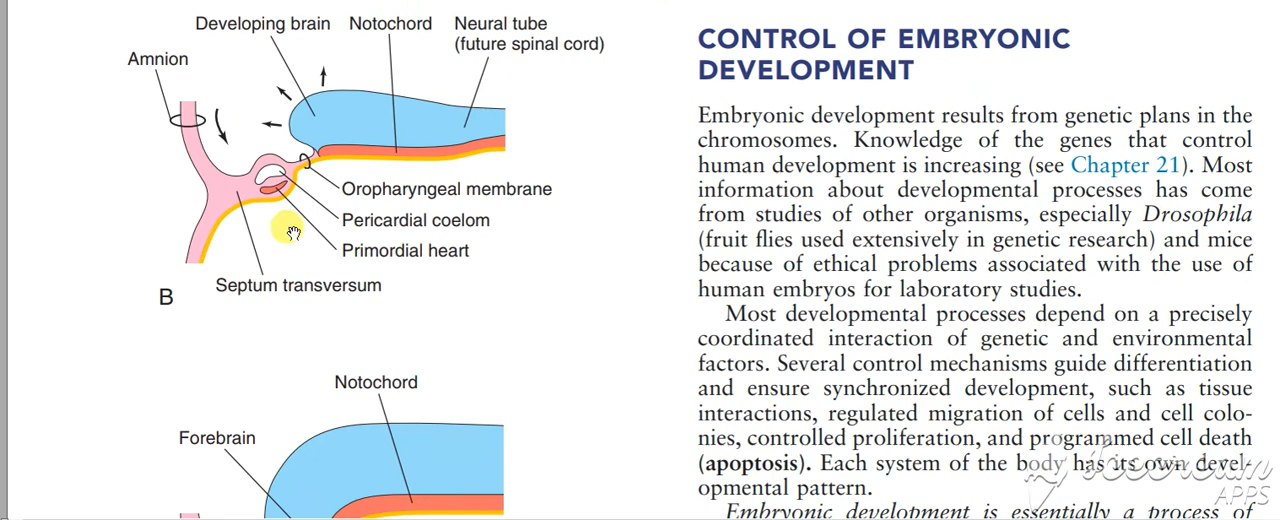 Developing brain
Notochord
Neural tube
(future spinal cord)
Amnion
Oropharyngeal membrane
Pericardial coelom
Primordial heart
Septum transversum
B
Notochord
Forebrain
CONTROL OF EMBRYONIC
DEVELOPMENT
Embryonic development results from genetic plans in the
chromosomes. Knowledge of the genes that control
human development is increasing (see Chapter 21). Most
information about developmental processes has come
from studies of other organisms, especially Drosophila
(fruit flies used extensively in genetic research) and mice
because of ethical problems associated with the use of
human embryos for laboratory studies.
Most developmental processes depend on a precisely
coordinated interaction of genetic and environmental
factors. Several control mechanisms guide differentiation
and ensure synchronized development, such as tissue
interactions, regulated migration of cells and cell colo-
nies, controlled proliferation, and programmed cell death
(apoptosis). Each system of the body has its own devel-
opmental pattern.
Embryonic development is essentially a process of
APPS